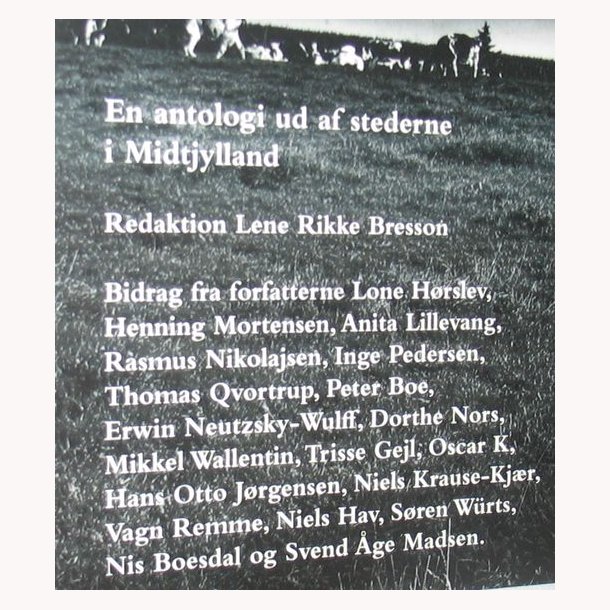 En antologi ud af stederne
i Midtjylland
Redaktion Lene Rikke Bresson
Bidrag fra forfatterne Lone Hørslev,
Henning Mortensen, Anita Lillevang,
Rasmus Nikolajsen, Inge Pedersen,
Thomas Qvortrup, Peter Boe,
Erwin Neutzsky-Wulff, Dorthe Nors,
Mikkel Wallentin, Trisse Gejl, Oscar K,
Hans Otto Jørgensen, Niels Krause-Kjær,
Vagn Remme, Niels Hav, Søren Würts,
Nis Boesdal og Svend Åge Madsen.